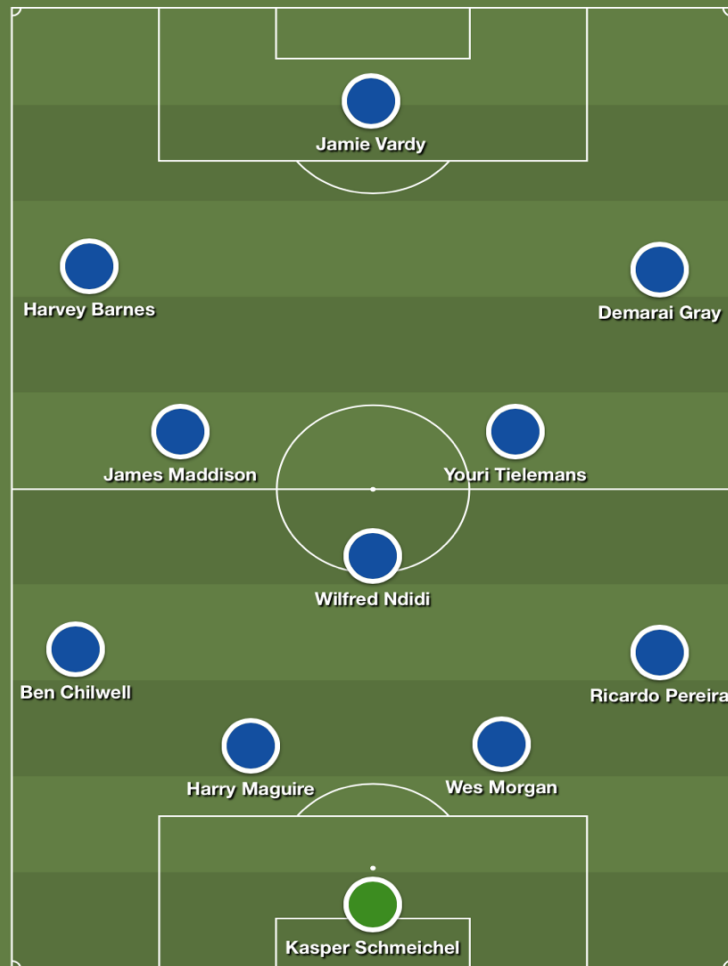 Jamie Vardy
Harvey Barnes
Demarai Gray
James Maddison
Youri Tielemans
Wilfred Ndidi
Ben Chilwell
Ricardo Pereira
Harry Maguire
Wes Morgan
Kasper Schmeichel